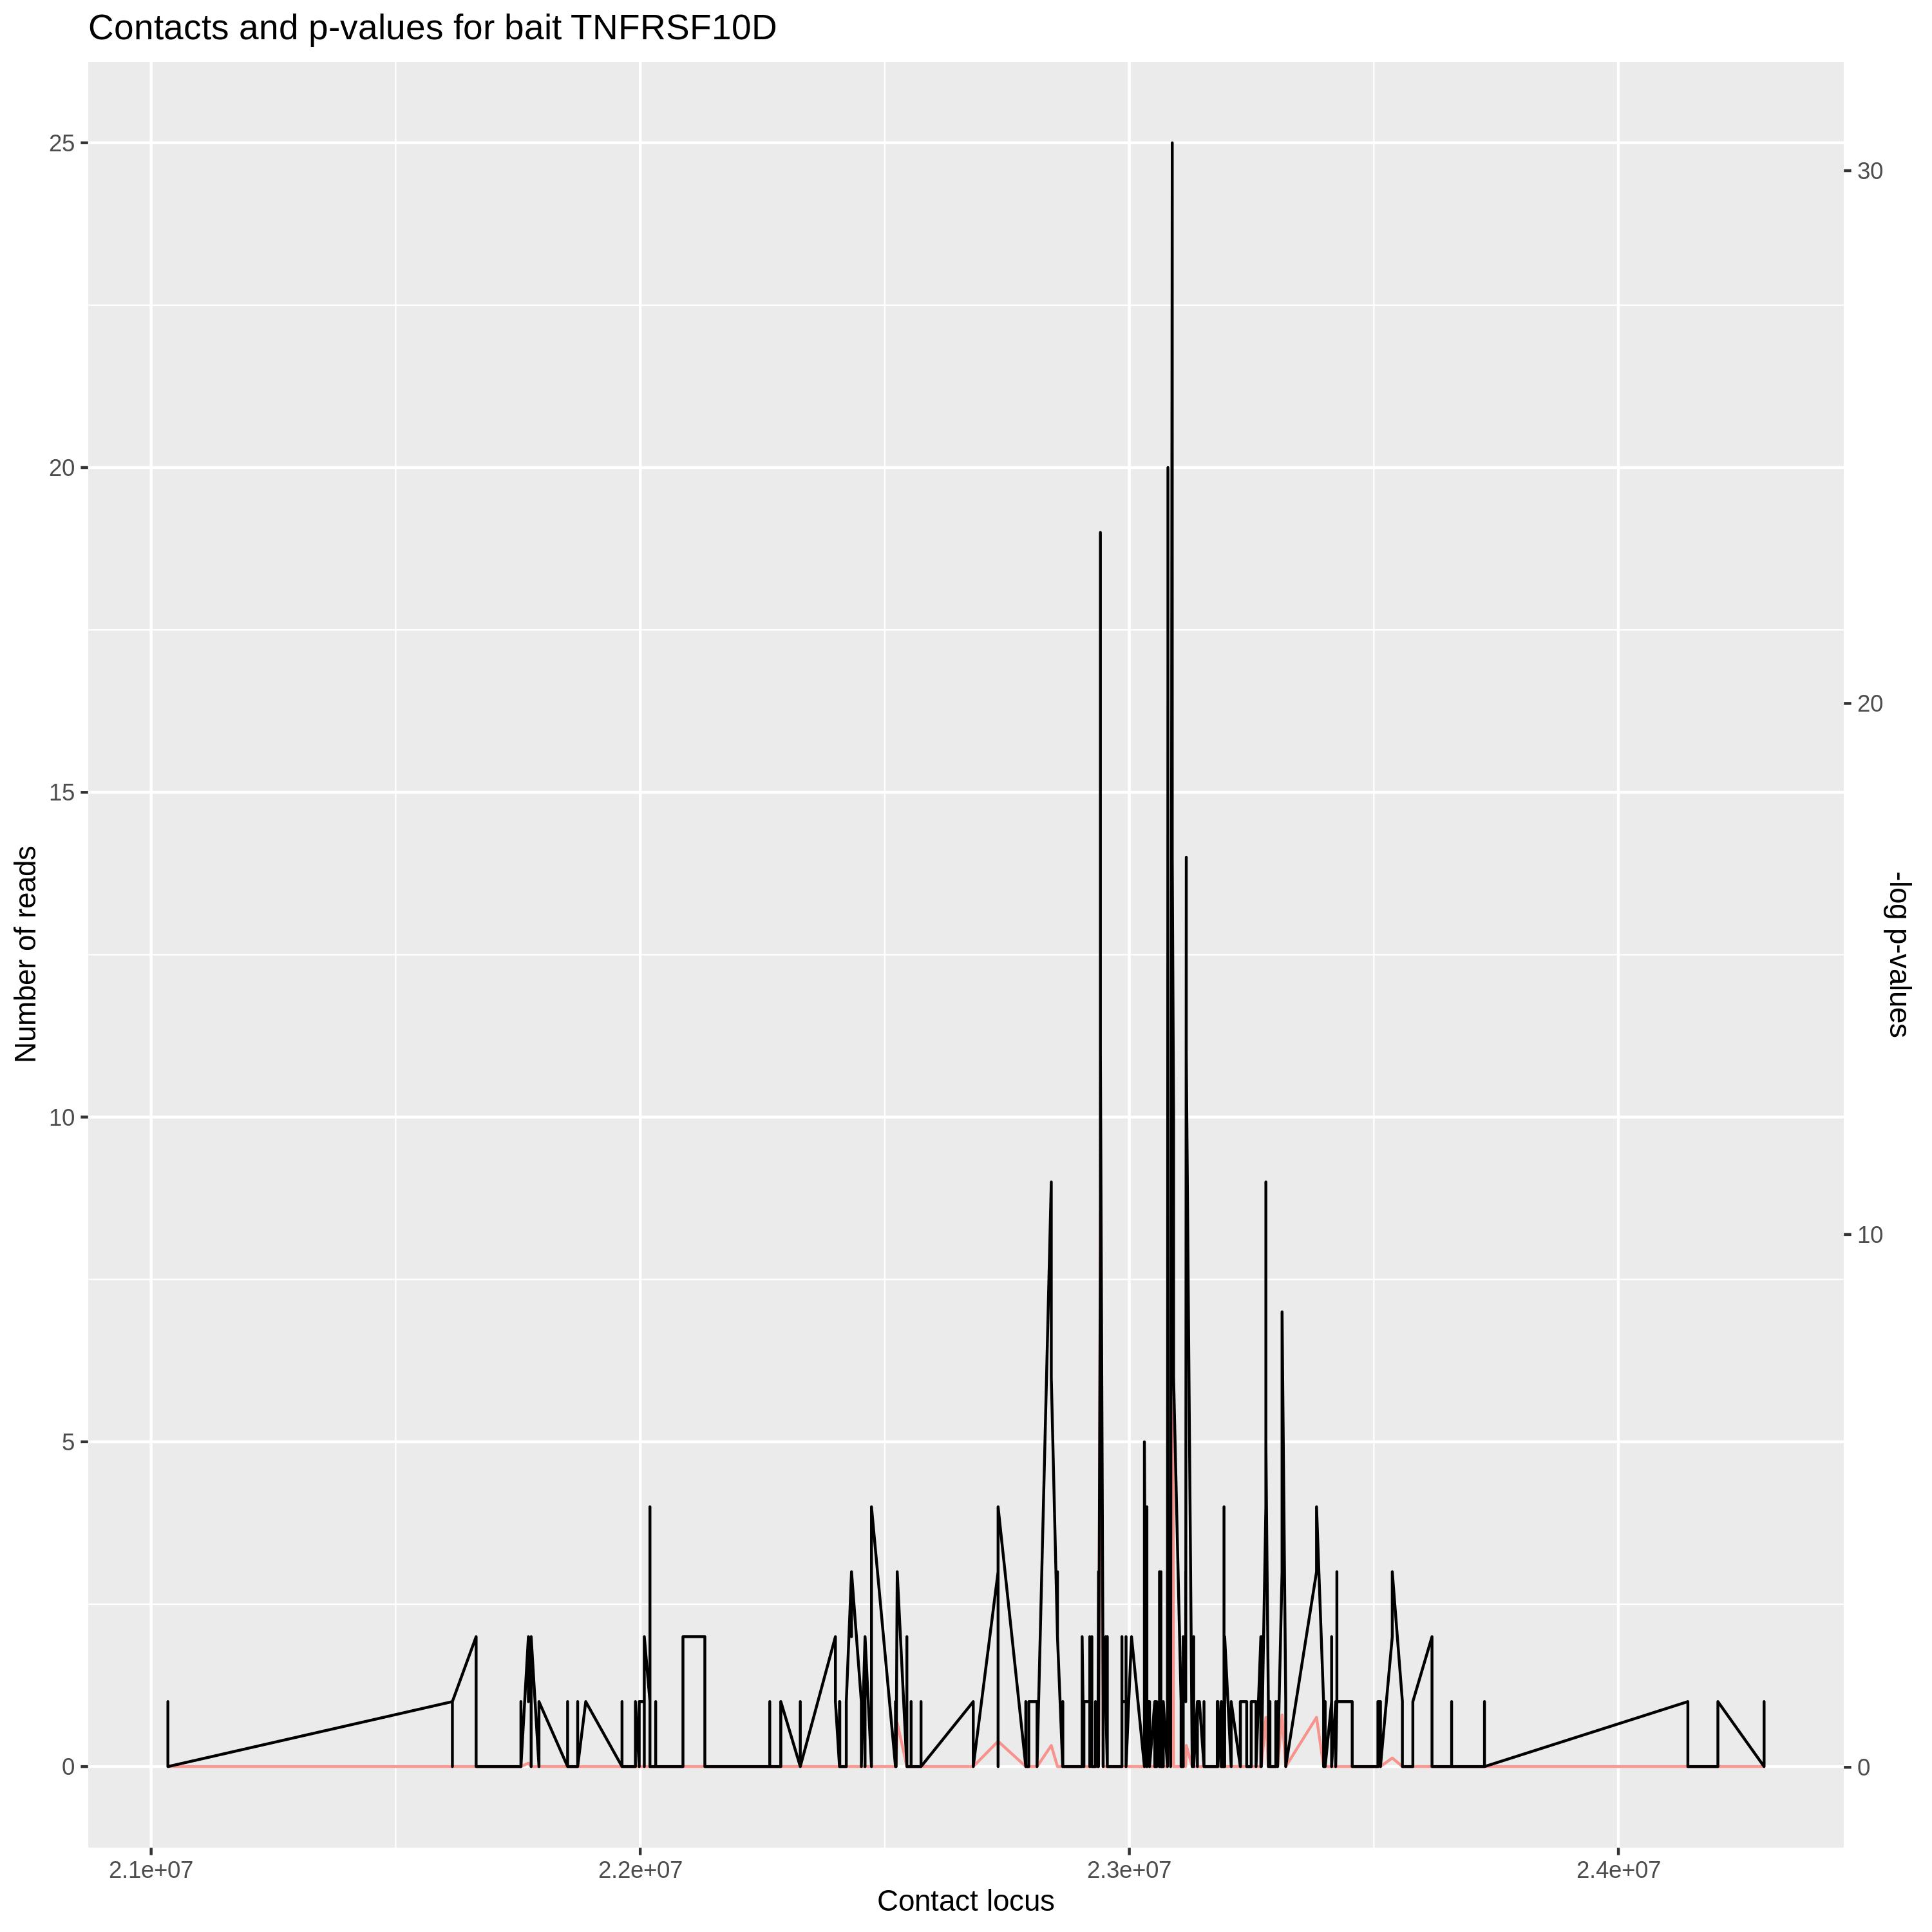 Contacts and p-values for bait TNFRSF10D
25
20
15
10
5
0
Number of reads
30
20
10
0
-log p-values
2.1e+07
2.2e+07
2.3e+07
2.4e+07
Contact locus